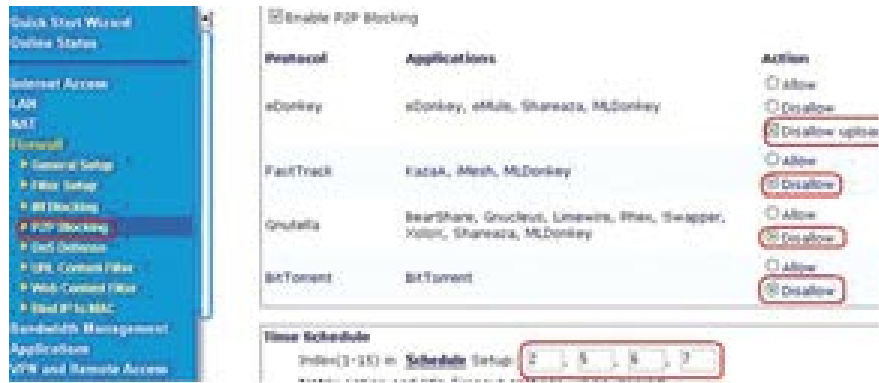 Quick Start Wizard
Online Status
Internet Access
LAN
NAT
Firewall
General Setup
Filter Setup
IM Blocking
P2P Blocking
DoS Defense
URL Content Filter
Web Content Filter
Bind IP to MAC
Bandwidth Management
Applications
VPN and Remote Access
Enable P2P Blocking
Protocol Applications Action
eDonkey eDonkey, eMule, Shareaza, MLDonkey
Allow
Disallow
Disallow upload
FastTrack KazaA, iMesh, MLDonkey
Allow
Disallow
Gnutella BearShare, Gnucleus, Limewire, Phex, Swapper,
Xolox, Shareaza, MLDonkey
Allow
Disallow
BitTorrent BitTorrent
Allow
Disallow
Time Schedule
Index(1-15) in Schedule Setup: 2 , 5 , 6 , 7